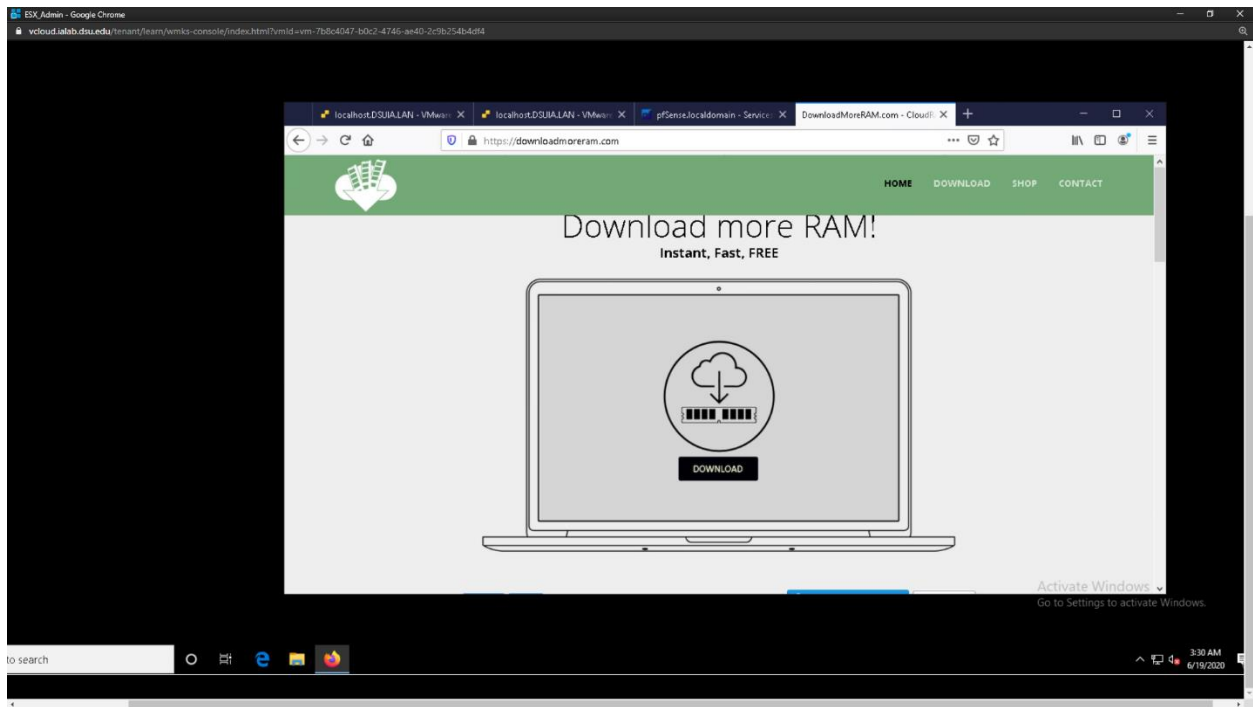 ESX_Admin - Google Chrome
vcloud.ialab.dsu.edu/tenant/learn/wmks-console/index.html?vmId=vm-7b8c4047-b0c2-4746-ae40-2c9b254b4df4
localhost.DSUIA.LAN - VMware
localhost.DSUIA.LAN - VMware
pfSense.localdomain - Services
DownloadMoreRAM.com - CloudR
https://downloadmoreram.com
HOME DOWNLOAD SHOP CONTACT
Download more RAM!
Instant, Fast, FREE
DOWNLOAD
Activate Windows
Go to Settings to activate Windows.
to search
3:30 AM
6/19/2020